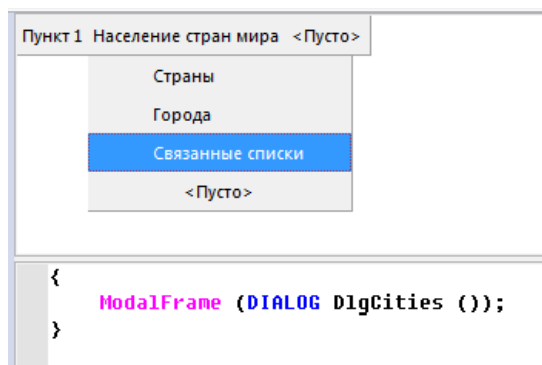 Пункт 1 Население стран мира <Пусто>
Страны
Города
Связанные списки
<Пусто>
{
ModalFrame (DIALOG DlgCities ());
}